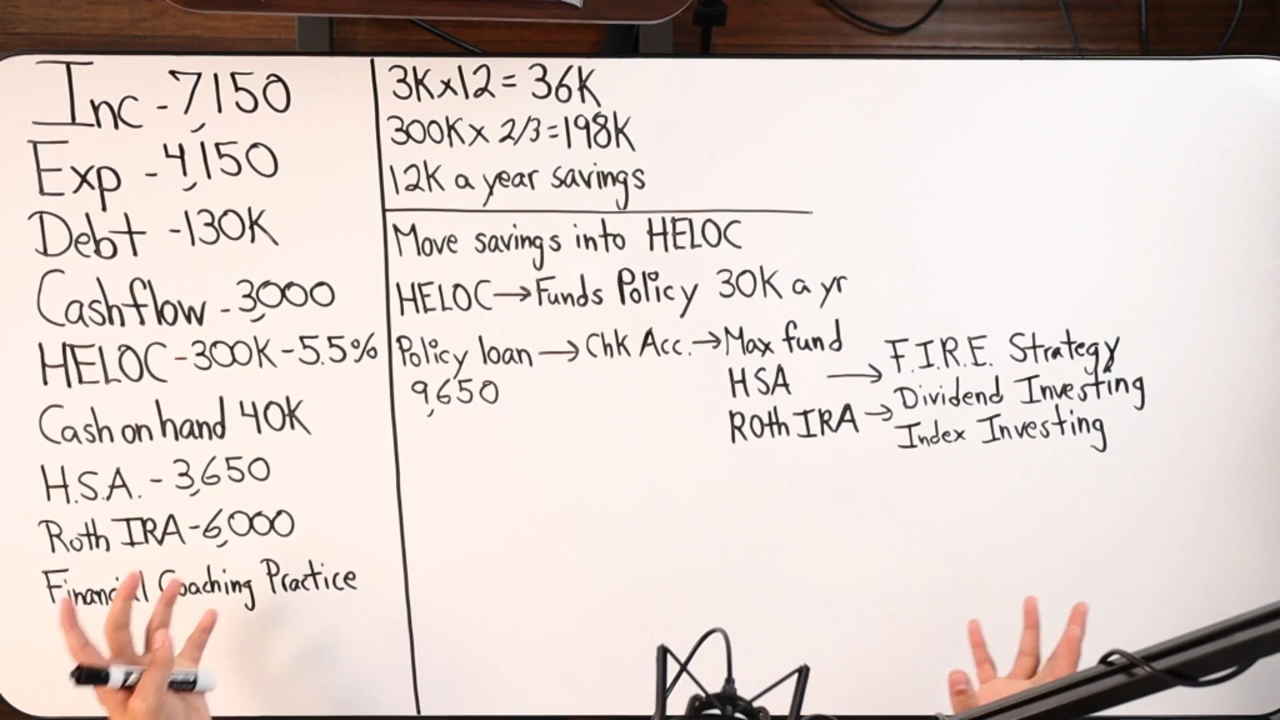 Inc - 7,150
Exp - 4,150
Debt - 130K
Cashflow - 3,000
HELOC - 300K - 5.5%
Cash on hand 40K
H.S.A. - 3,650
Roth IRA - 6,000
Financial Coaching Practice
3K x 12 = 36K
300K x 2/3 = 198K
12K a year savings
Move savings into HELOC
HELOC → Funds Policy 30K a yr
Policy loan → Chk Acc. → Max fund
9,650
HSA → F.I.R.E. Strategy
Roth IRA → Dividend Investing
Index Investing